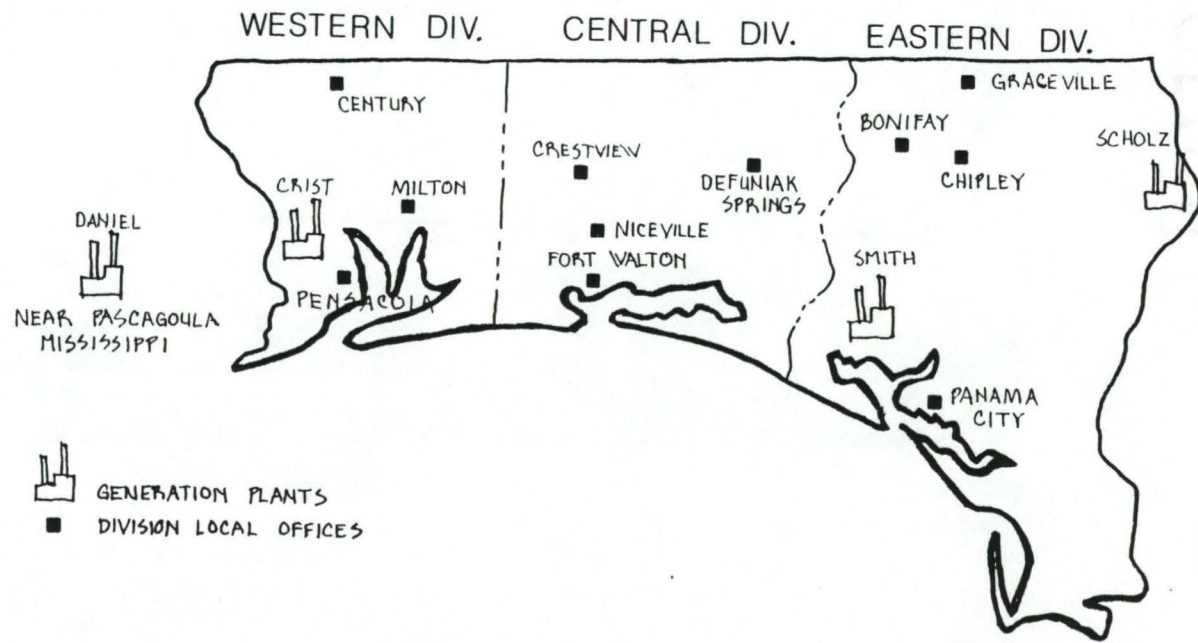 WESTERN DIV.
CENTRAL DIV.
EASTERN DIV.
CENTURY
GRACEVILLE
BONIFAY
SCHOLZ
CRESTVIEW
CHIPLEY
DEFUNIAK
SPRINGS
CRIST
MILTON
DANIEL
NICEVILLE
FORT WALTON
SMITH
PENSACOLA
NEAR PASCAGOULA
MISSISSIPPI
PANAMA
CITY
GENERATION PLANTS
DIVISION LOCAL OFFICES